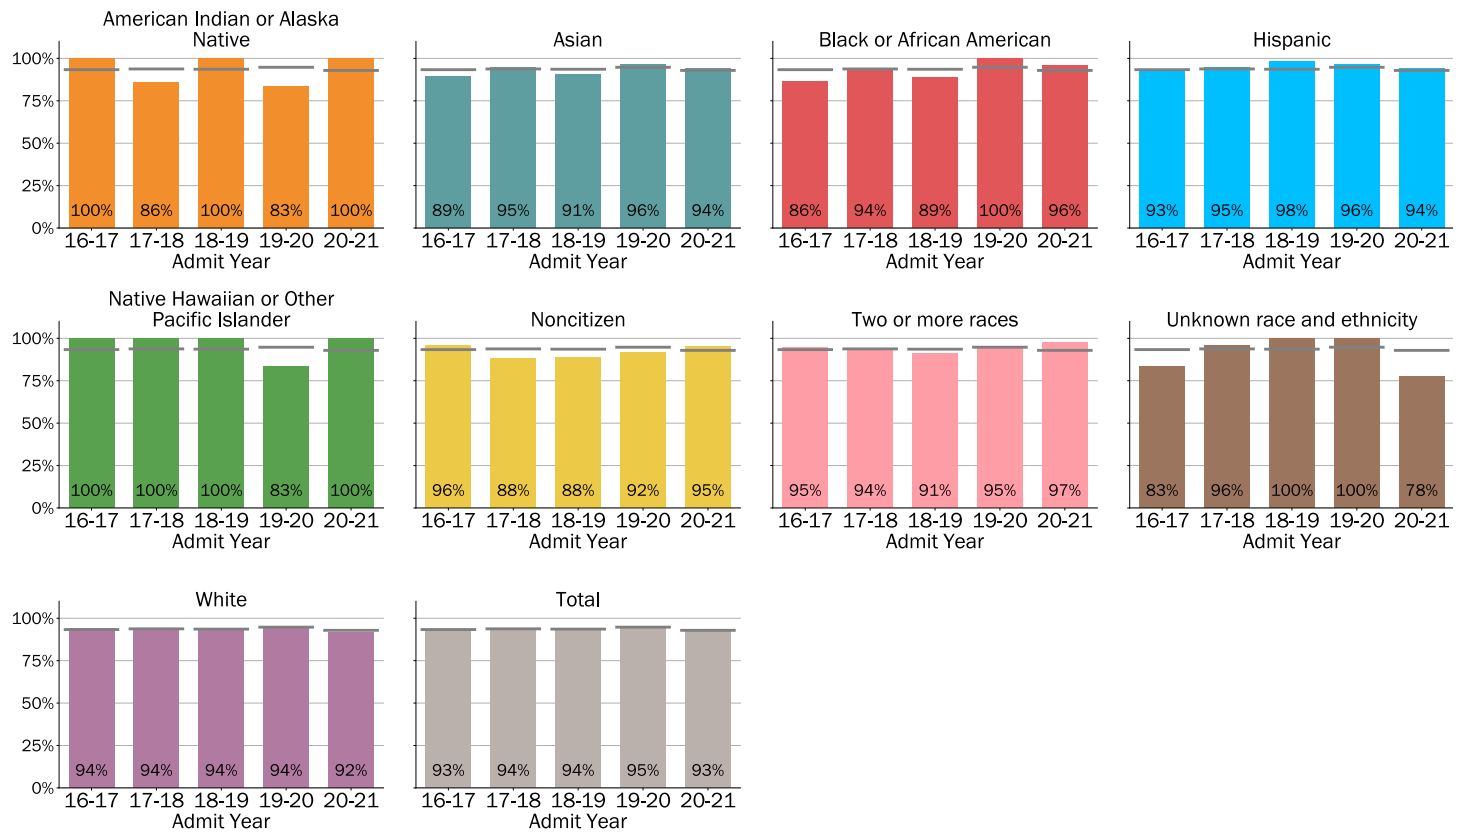 American Indian or Alaska
Native
Asian
Black or African American
Hispanic
100%
75%
50%
25%
0%
100% 86% 100% 83% 100%
89% 95% 91% 96% 94%
86% 94% 89% 100% 96%
93% 95% 98% 96% 94%
16-17 17-18 18-19 19-20 20-21
16-17 17-18 18-19 19-20 20-21
16-17 17-18 18-19 19-20 20-21
16-17 17-18 18-19 19-20 20-21
Admit Year
Admit Year
Admit Year
Admit Year
Native Hawaiian or Other
Pacific Islander
Noncitizen
Two or more races
Unknown race and ethnicity
100%
75%
50%
25%
0%
100% 100% 100% 83% 100%
96% 88% 88% 92% 95%
95% 94% 91% 95% 97%
83% 96% 100% 100% 78%
16-17 17-18 18-19 19-20 20-21
16-17 17-18 18-19 19-20 20-21
16-17 17-18 18-19 19-20 20-21
16-17 17-18 18-19 19-20 20-21
Admit Year
Admit Year
Admit Year
Admit Year
White
Total
100%
75%
50%
25%
0%
94% 94% 94% 94% 92%
93% 94% 94% 95% 93%
16-17 17-18 18-19 19-20 20-21
16-17 17-18 18-19 19-20 20-21
Admit Year
Admit Year